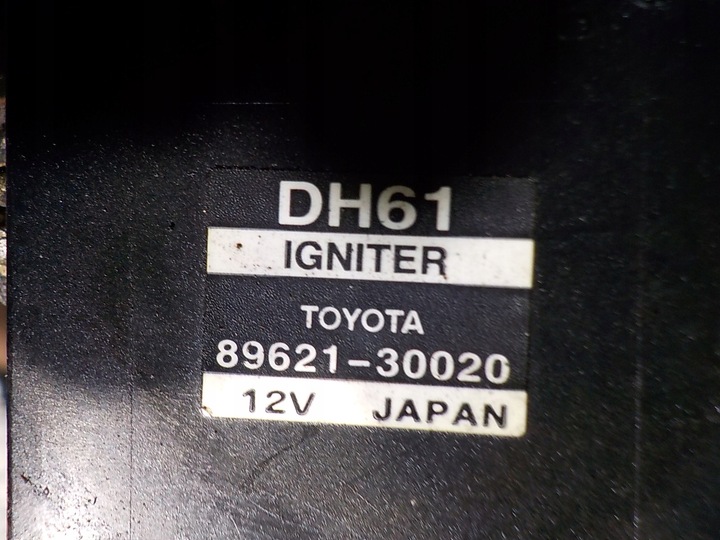 DH61
IGNITER
TOYOTA
89621-30020
12V JAPAN